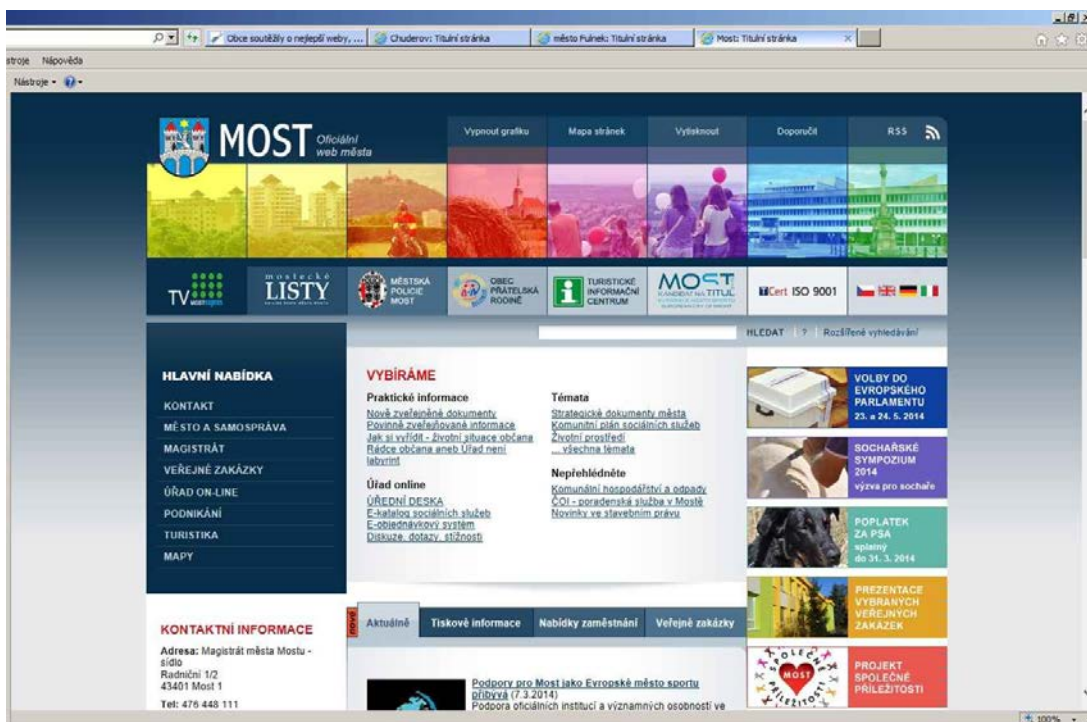 Obce soutěžily o nejlepší weby, ...
Chuderov: Titulní stránka
město Fulnek: Titulní stránka
Most: Titulní stránka
stroje Nápověda
Nástroje
MOST Oficiální
web města
Vypnout grafiku
Mapa stránek
Vytisknout
Doporučit
RSS
TV MOST
mostecké
LISTY
MĚSTSKÁ
POLICIE
MOST
OBEC
PŘÁTELSKÁ
RODINĚ
TURISTICKÉ
INFORMAČNÍ
CENTRUM
MOST
KANDIDÁT NA TITUL
Cert ISO 9001
HLEDAT ? Rozšířené vyhledávání
HLAVNÍ NABÍDKA
KONTAKT
MĚSTO A SAMOSPRÁVA
MAGISTRÁT
VEŘEJNÉ ZAKÁZKY
ÚŘAD ON-LINE
PODNIKÁNÍ
TURISTIKA
MAPY
KONTAKTNÍ INFORMACE
Adresa: Magistrát města Mostu -
sídlo
Radniční 1/2
43401 Most 1
Tel: 476 448 111
VYBÍRÁME
Praktické informace
Nově zveřejněné dokumenty
Povinně zveřejňované informace
Jak si vyřídit - životní situace občana
Rádce občana aneb Úřad není
labyrint
Úřad online
ÚŘEDNÍ DESKA
E-katalog sociálních služeb
E-objednávkový systém
Diskuze, dotazy, stížnosti
Témata
Strategické dokumenty města
Komunitní plán sociálních služeb
Životní prostředí
... všechna témata
Nepřehlédněte
Komunální hospodářství a odpady
ČOI - poradenská služba v Mostě
Novinky ve stavebním právu
nové
Aktuálně
Tiskové informace
Nabídky zaměstnání
Veřejné zakázky
Podpory pro Most jako Evropské město sportu
přibývá (7.3.2014)
Podpora oficiálních institucí a významných osobností ve
VOLBY DO
EVROPSKÉHO
PARLAMENTU
23. a 24. 5. 2014
SOCHAŘSKÉ
SYMPOZIUM
2014
výzva pro sochaře
POPLATEK
ZA PSA
splatný
do 31. 3. 2014
PREZENTACE
VYBRANÝCH
VEŘEJNÝCH
ZAKÁZEK
SPOLEČNÉ
MOST
PŘÍLEŽITOSTI
PROJEKT
SPOLEČNÉ
PŘÍLEŽITOSTI
100%